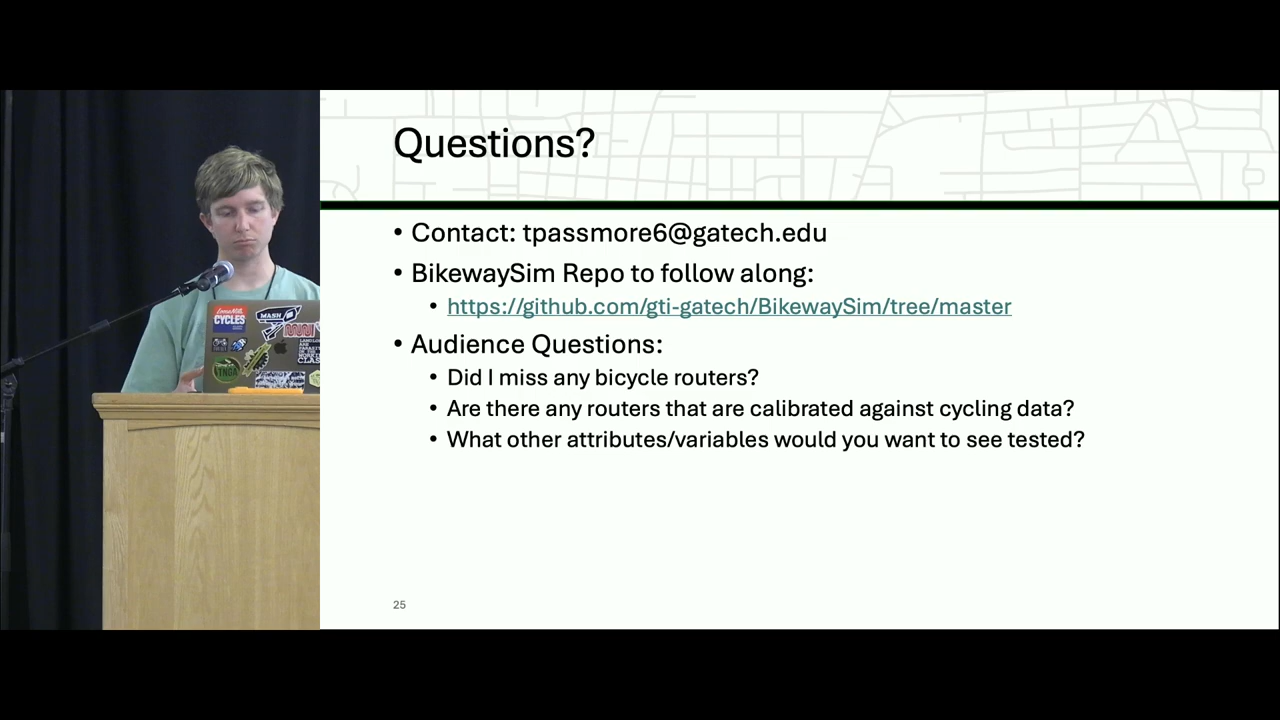 Questions?
• Contact: tpassmore6@gatech.edu
• BikewaySim Repo to follow along:
• https://github.com/gti-gatech/BikewaySim/tree/master
• Audience Questions:
• Did I miss any bicycle routers?
• Are there any routers that are calibrated against cycling data?
• What other attributes/variables would you want to see tested?
25
CYCLES
MASH